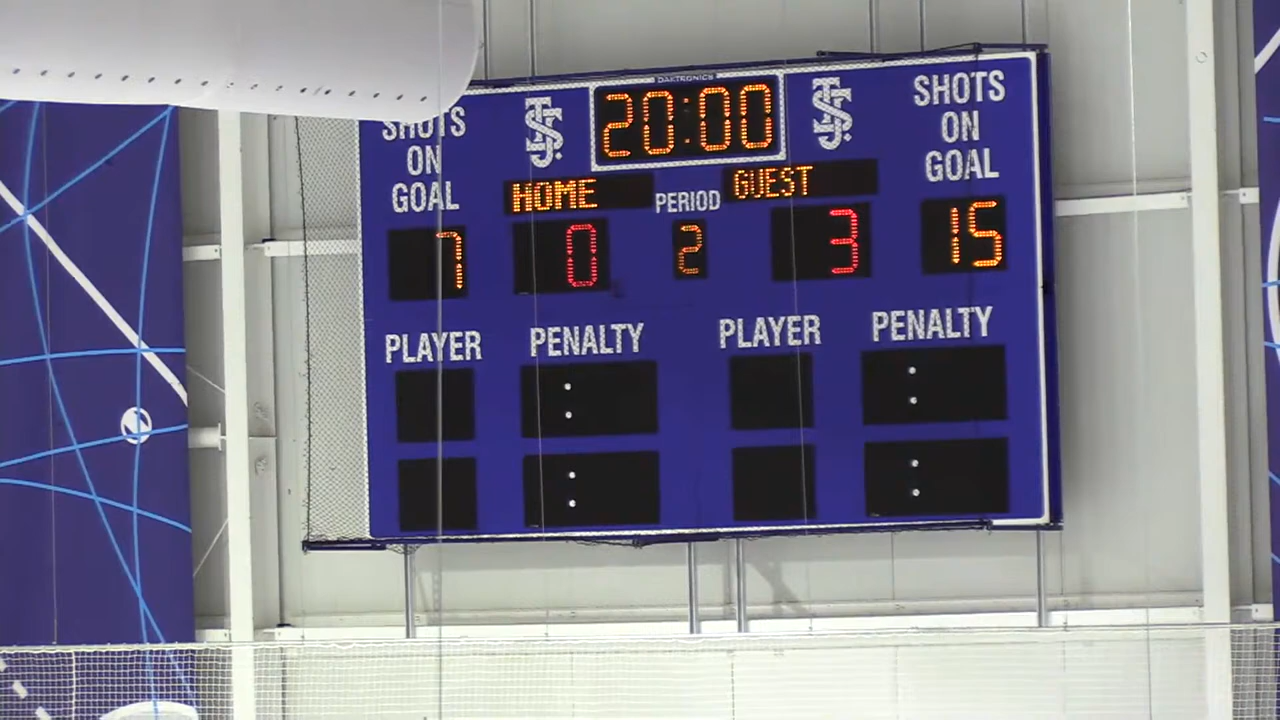 DAKTRONICS
20:00
SHOTS ON GOAL
SHOTS ON GOAL
HOME
PERIOD
GUEST
7
0
2
3
15
PLAYER
PENALTY
PLAYER
PENALTY
:
:
:
: